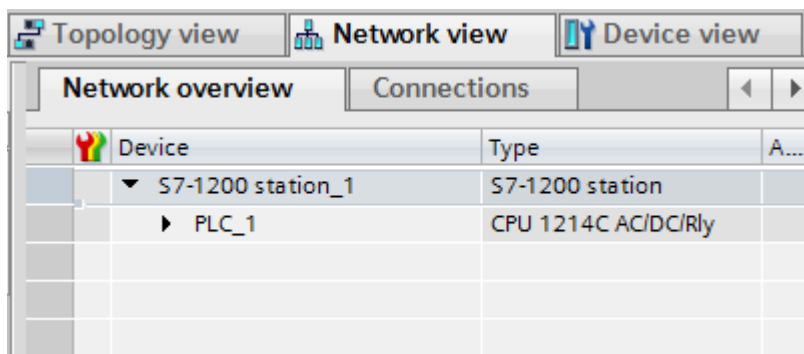 Topology view Network view Device view
Network overview Connections
Device Type A...
S7-1200 station_1 S7-1200 station
PLC_1 CPU 1214C AC/DC/Rly